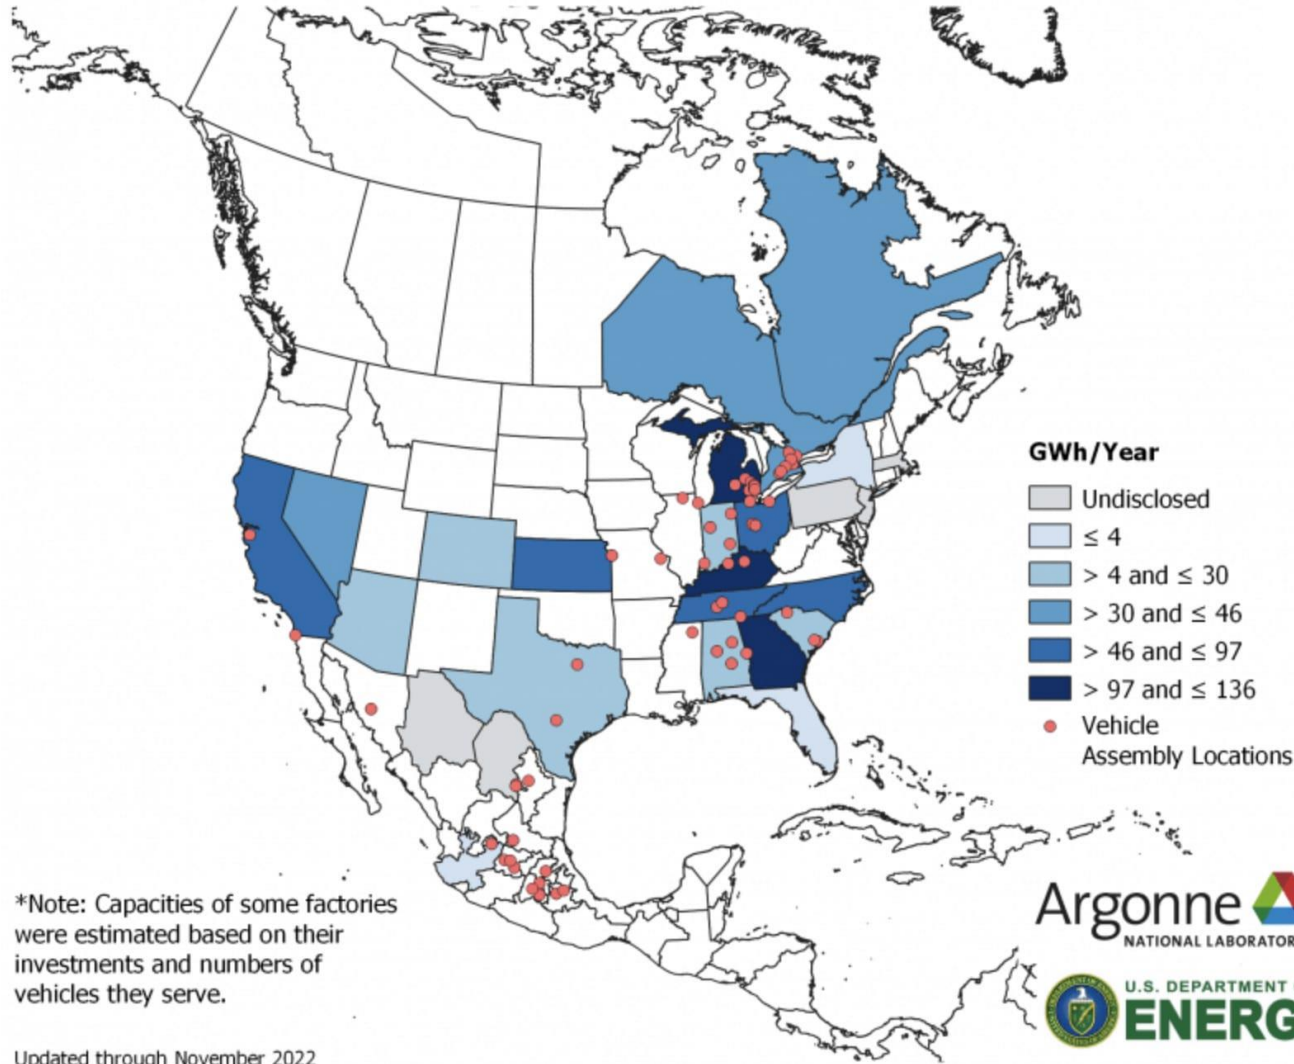 GWh/Year
Undisclosed
≤ 4
> 4 and ≤ 30
> 30 and ≤ 46
> 46 and ≤ 97
> 97 and ≤ 136
Vehicle
Assembly Locations
*Note: Capacities of some factories
were estimated based on their
investments and numbers of
vehicles they serve.
Updated through November 2022
Argonne
NATIONAL LABORATOR
U.S. DEPARTMENT
ENERG